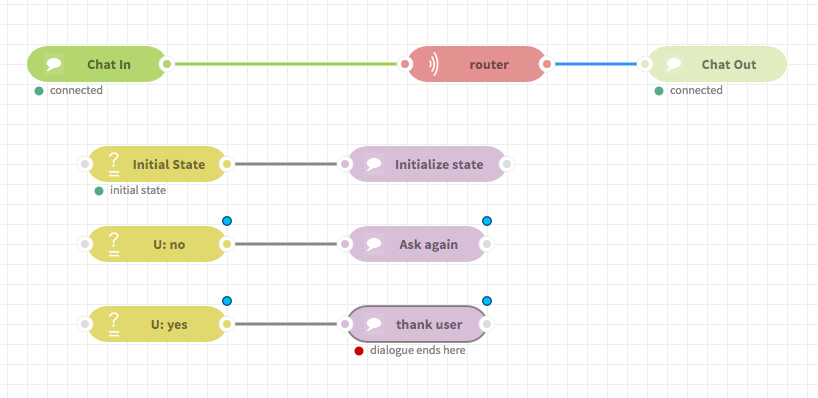 Chat In
router
Chat Out
connected
connected
Initial State
Initialize state
initial state
U: no
Ask again
U: yes
thank user
dialogue ends here